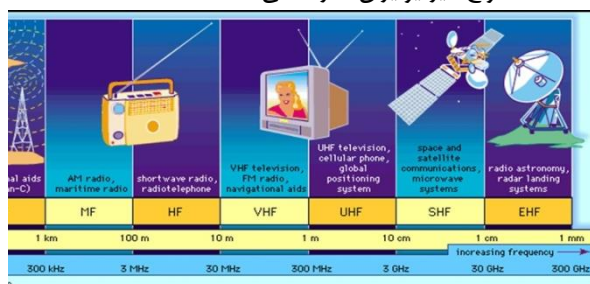 al aids
an-C)
AM radio,
maritime radio
shortwave radio,
radiotelephone
VHF television,
FM radio,
navigational aids
UHF television,
cellular phone,
global
positioning
system
space and
satellite
communications,
microwave
systems
radio astronomy,
radar landing
systems
MF HF VHF UHF SHF EHF
1 km 100 m 10 m 1 m 10 cm 1 cm 1 mm
increasing frequency
300 kHz 3 MHz 30 MHz 300 MHz 3 GHz 30 GHz 300 GHz